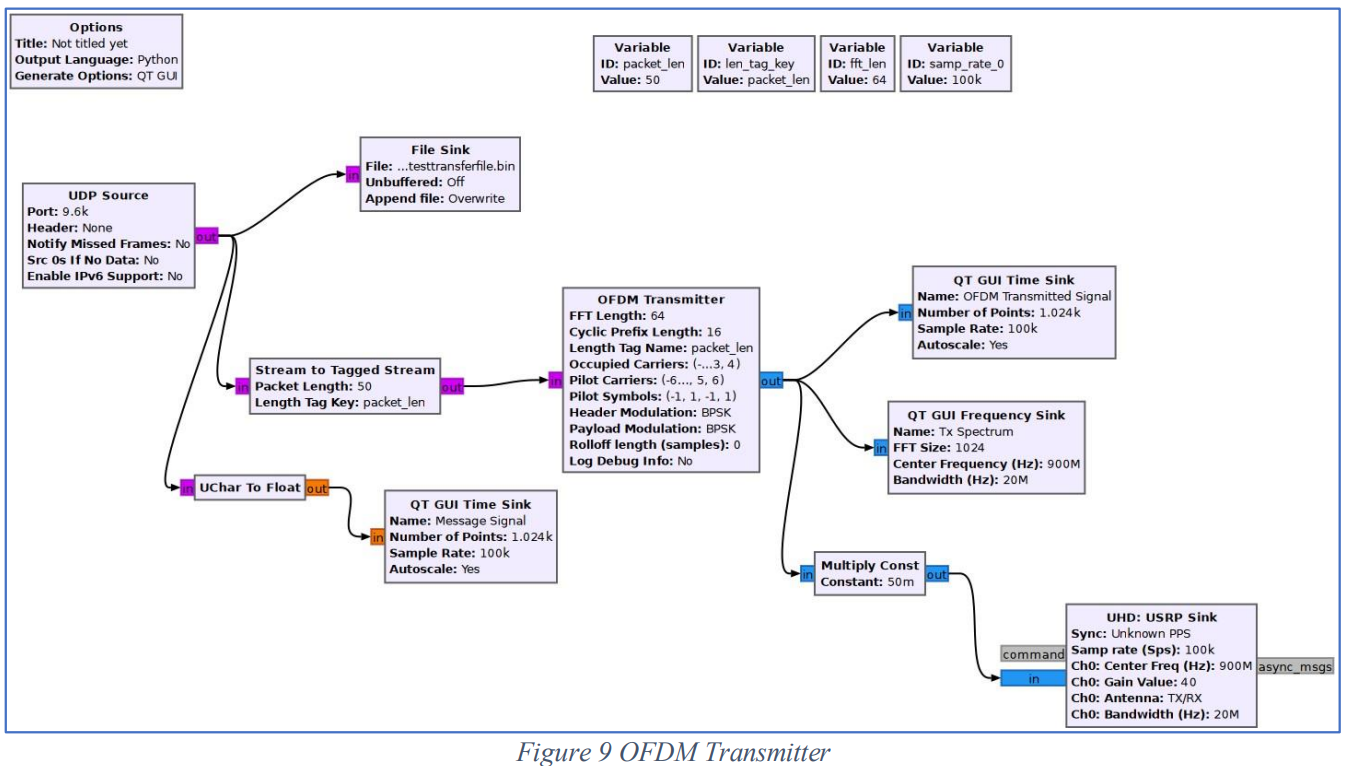 Options
Title: Not titled yet
Output Language: Python
Generate Options: QT GUI
Variable
ID: packet_len
Value: 50
Variable
ID: len_tag_key
Value: packet_len
Variable
ID: fft_len
Value: 64
Variable
ID: samp_rate_0
Value: 100k
File Sink
File: ...testtransferfile.bin
Unbuffered: Off
Append file: Overwrite
in
UDP Source
Port: 9.6k
Header: None
Notify Missed Frames: No
Src 0s If No Data: No
Enable IPv6 Support: No
out
Stream to Tagged Stream
Packet Length: 50
Length Tag Key: packet_len
in
out
OFDM Transmitter
FFT Length: 64
Cyclic Prefix Length: 16
Length Tag Name: packet_len
Occupied Carriers: (-...3, 4)
Pilot Carriers: (-6..., 5, 6)
Pilot Symbols: (-1, 1, -1, 1)
Header Modulation: BPSK
Payload Modulation: BPSK
Rolloff length (samples): 0
Log Debug Info: No
in
out
QT GUI Time Sink
Name: OFDM Transmitted Signal
Number of Points: 1.024k
Sample Rate: 100k
Autoscale: Yes
in
QT GUI Frequency Sink
Name: Tx Spectrum
FFT Size: 1024
Center Frequency (Hz): 900M
Bandwidth (Hz): 20M
in
in
UChar To Float
out
QT GUI Time Sink
Name: Message Signal
Number of Points: 1.024k
Sample Rate: 100k
Autoscale: Yes
in
Multiply Const
Constant: 50m
in
out
UHD: USRP Sink
Sync: Unknown PPS
Samp rate (Sps): 100k
Ch0: Center Freq (Hz): 900M
Ch0: Gain Value: 40
Ch0: Antenna: TX/RX
Ch0: Bandwidth (Hz): 20M
command
in
async_msgs
Figure 9 OFDM Transmitter